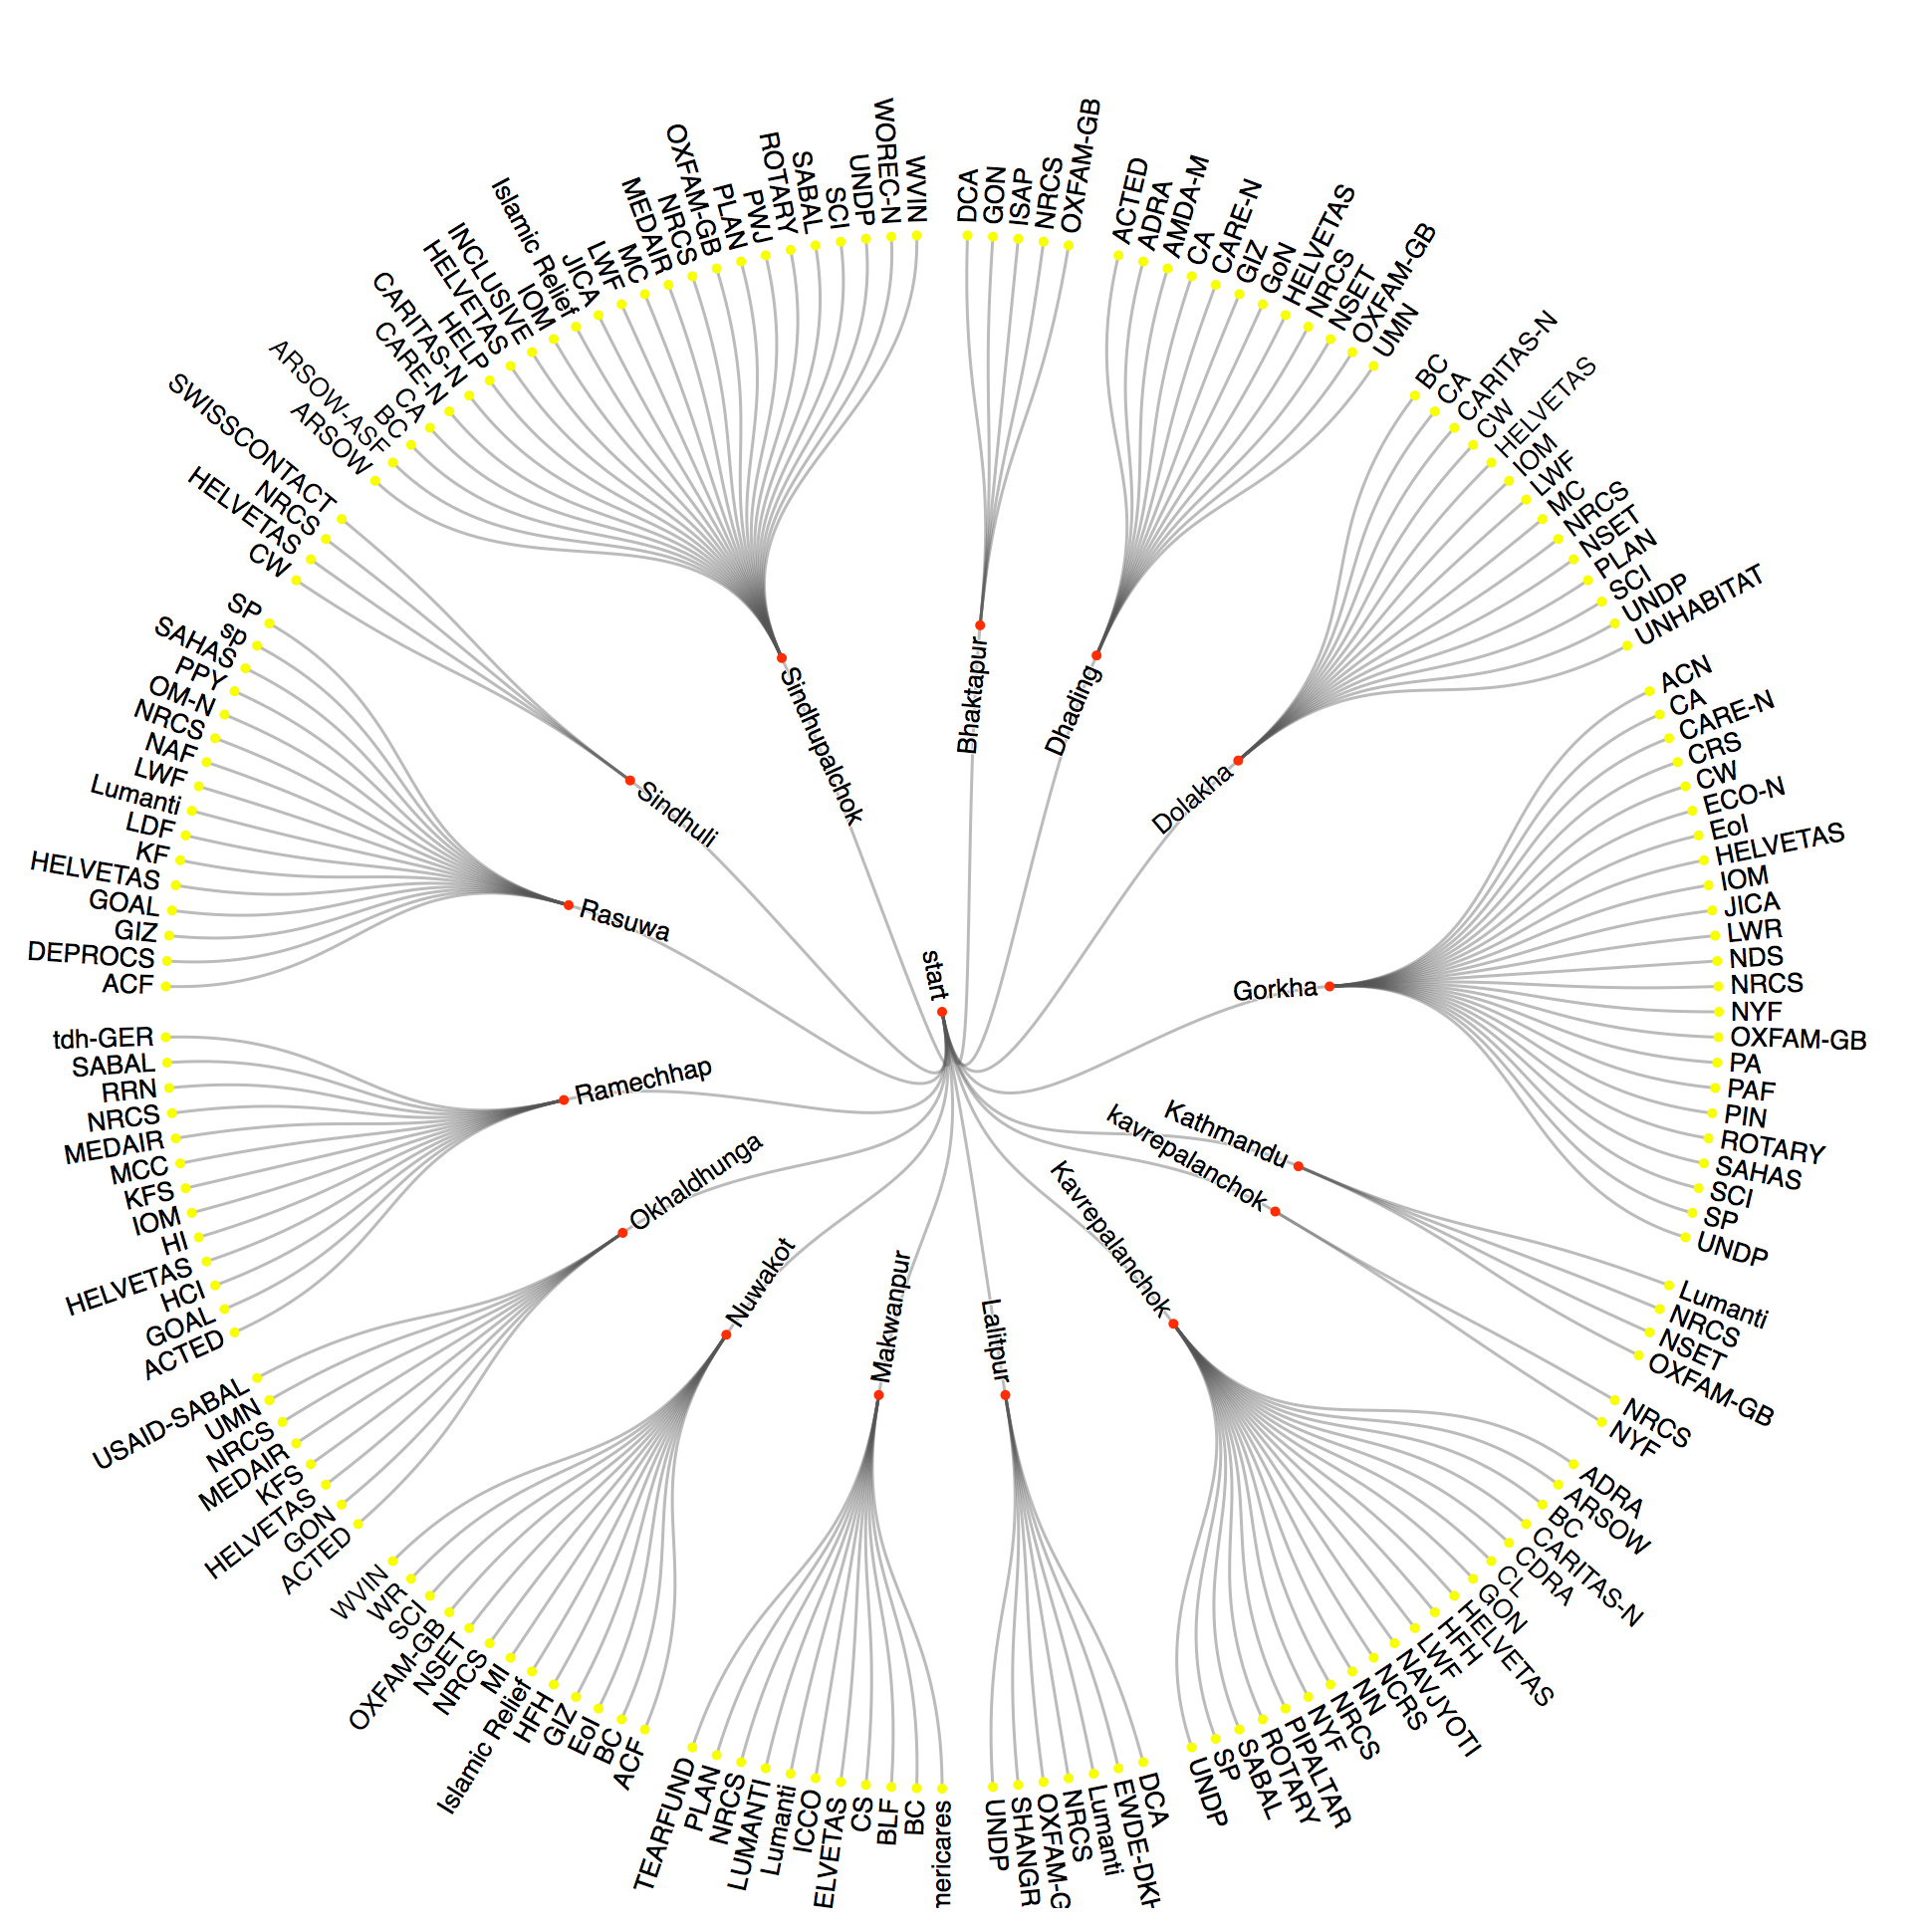 start
Bhaktapur
DCA
GON
ISAP
NRCS
OXFAM-GB
Dhading
ACTED
ADRA
AMDA-M
CA
CARE-N
GIZ
GoN
HELVETAS
NRCS
NSET
OXFAM-GB
UMN
Dolakha
BC
CA
CARITAS-N
CW
HELVETAS
IOM
LWF
MC
NRCS
NSET
PLAN
SCI
UNDP
UNHABITAT
Gorkha
ACN
CA
CARE-N
CRS
CW
ECO-N
EoI
HELVETAS
IOM
JICA
LWR
NDS
NRCS
NYF
OXFAM-GB
PA
PAF
PIN
ROTARY
SAHAS
SCI
SP
UNDP
Kathmandu
Lumanti
NRCS
NSET
OXFAM-GB
kavrepalanchok
NRCS
NYF
Kavrepalanchok
ADRA
ARSOW
BC
CARITAS-N
CDRA
CL
GON
HELVETAS
HFH
LWF
NAVJYOTI
NCRS
NN
NRCS
NYF
PIPALTAR
ROTARY
SABAL
SP
UNDP
Lalitpur
DCA
EWDE-DKH
Lumanti
NRCS
OXFAM-G
SHANGR
UNDP
Makwanpur
mericares
BC
BLF
CS
ELVETAS
ICCO
Lumanti
LUMANTI
NRCS
PLAN
TEARFUND
Nuwakot
ACF
BC
EoI
GIZ
HFH
Islamic Relief
MI
NRCS
NSET
OXFAM-GB
SCI
WR
WVIN
Okhaldhunga
ACTED
GON
HELVETAS
KFS
MEDAIR
NRCS
UMN
USAID-SABAL
Ramechhap
ACTED
GOAL
HCI
HELVETAS
HI
IOM
KFS
MCC
MEDAIR
NRCS
RRN
SABAL
tdh-GER
Rasuwa
ACF
DEPROCS
GIZ
GOAL
HELVETAS
KF
LDF
Lumanti
LWF
NAF
NRCS
OM-N
PPY
SAHAS
sp
SP
Sindhuli
CW
HELVETAS
NRCS
SWISSCONTACT
Sindhupalchok
ARSOW
ARSOW-ASF
BC
CA
CARE-N
CARITAS-N
HELP
HELVETAS
INCLUSIVE
IOM
Islamic Relief
JICA
LWF
MC
MEDAIR
NRCS
OXFAM-GB
PLAN
PWJ
ROTARY
SABAL
SCI
UNDP
WOREC-N
WVIN